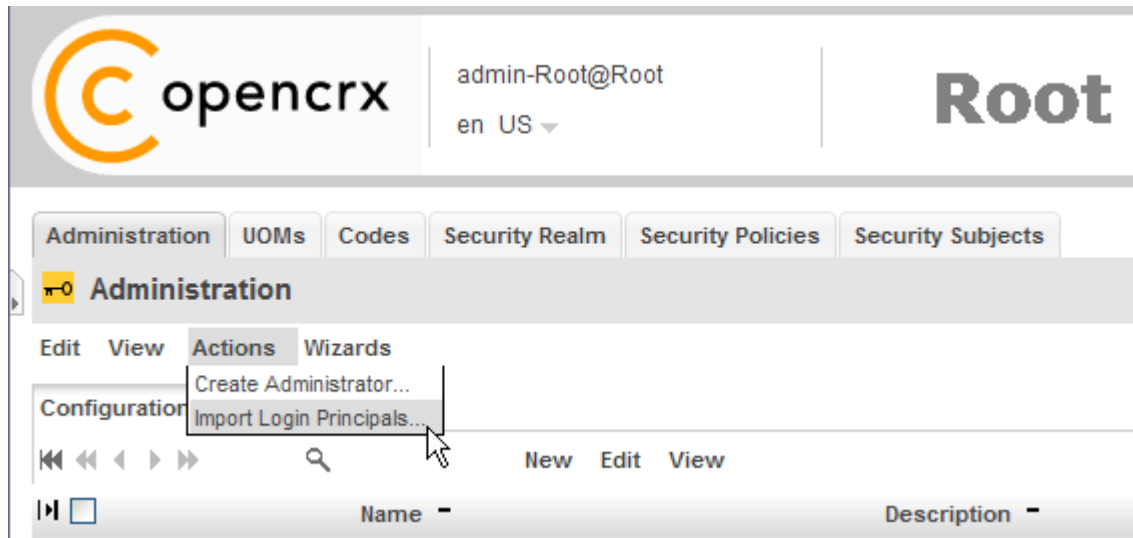 opencrx
admin-Root@Root
en US
Root
Administration UOMs Codes Security Realm Security Policies Security Subjects
Administration
Edit View Actions Wizards
Create Administrator...
Configuration
Import Login Principals...
New Edit View
Name Description